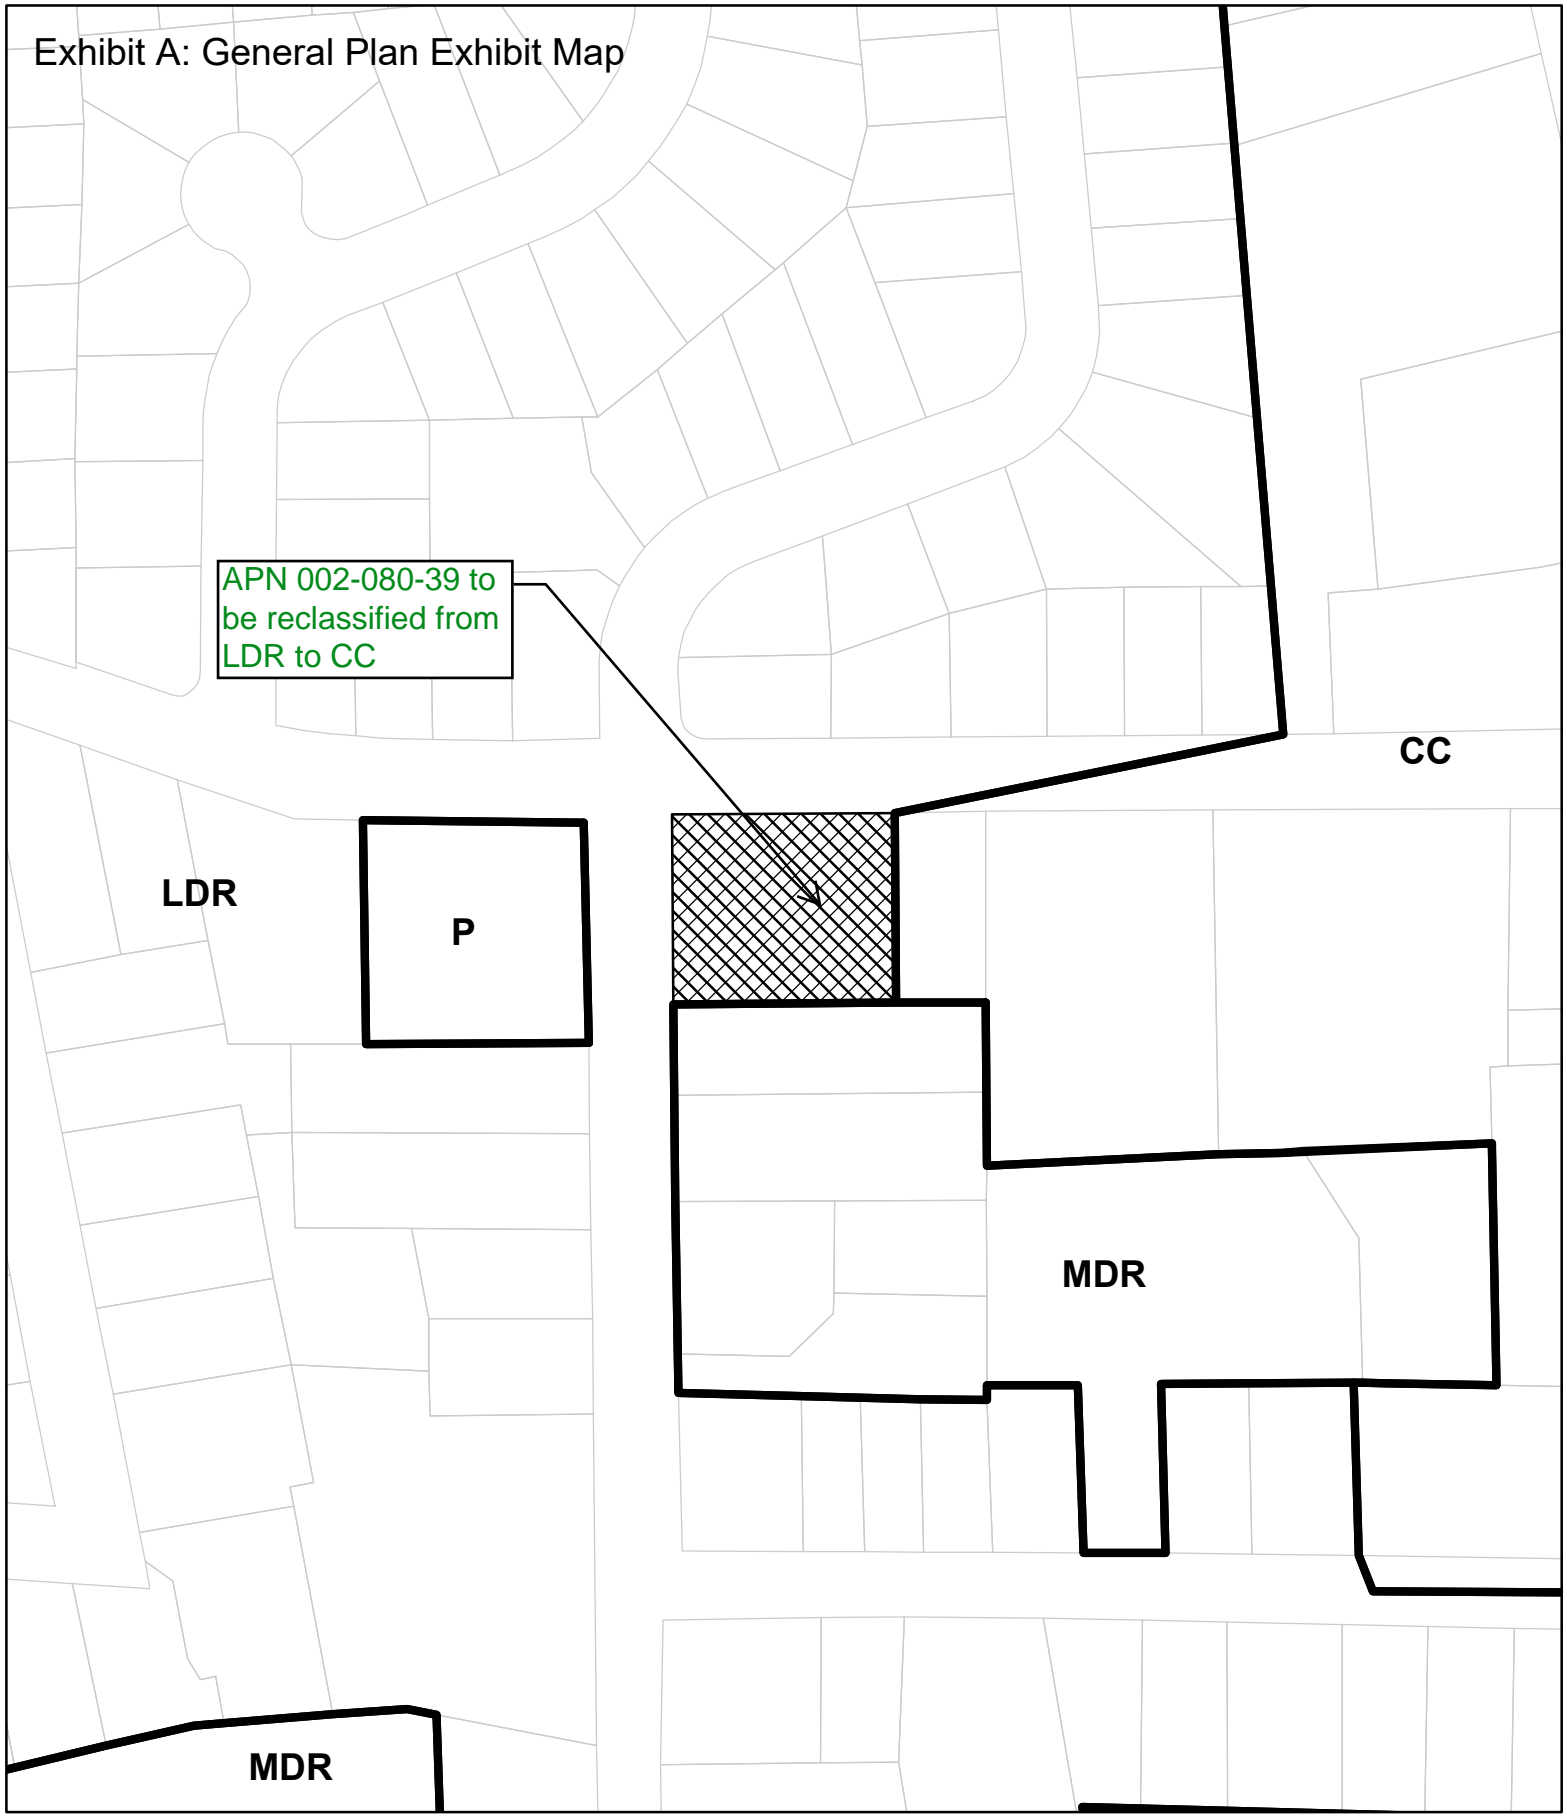 Exhibit A: General Plan Exhibit Map
APN 002-080-39 to
be reclassified from
LDR to CC
CC
LDR
P
MDR
MDR